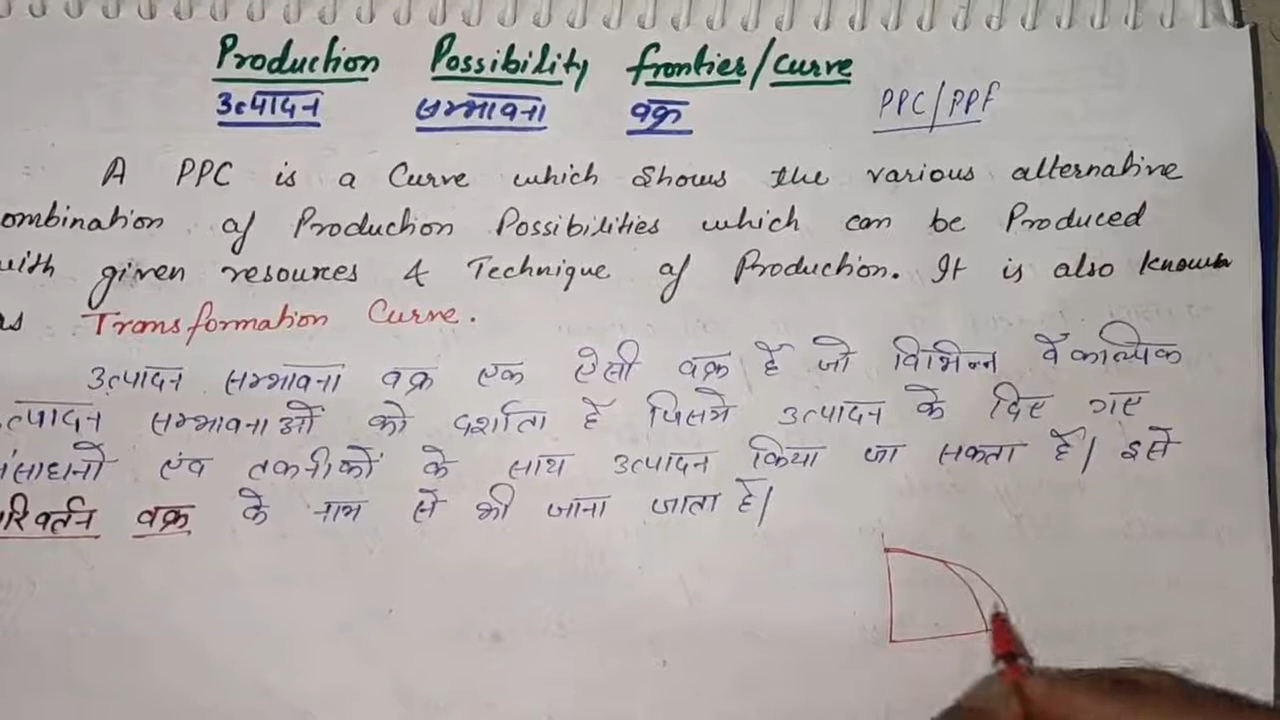 Production Possibility frontier/curve
उत्पादन सम्भावना वक्र PPC/PPF
A PPC is a Curve which shows the various alternative
ombination of Production Possibilities which can be Produced
with given resources & Technique of Production. It is also known
as Transformation Curve.
उत्पादन सम्भावना वक्र एक ऐसी वक्र है जो विभिन्न वैकल्पिक
त्पादन सम्भावनाओं को दर्शाता है जिसमे उत्पादन के दिए गए
संसाधनों एंव तकनीकों के साथ उत्पादन किया जा सकता है। इसे
रिवर्तन वक्र के नाम से भी जाना जाता है।